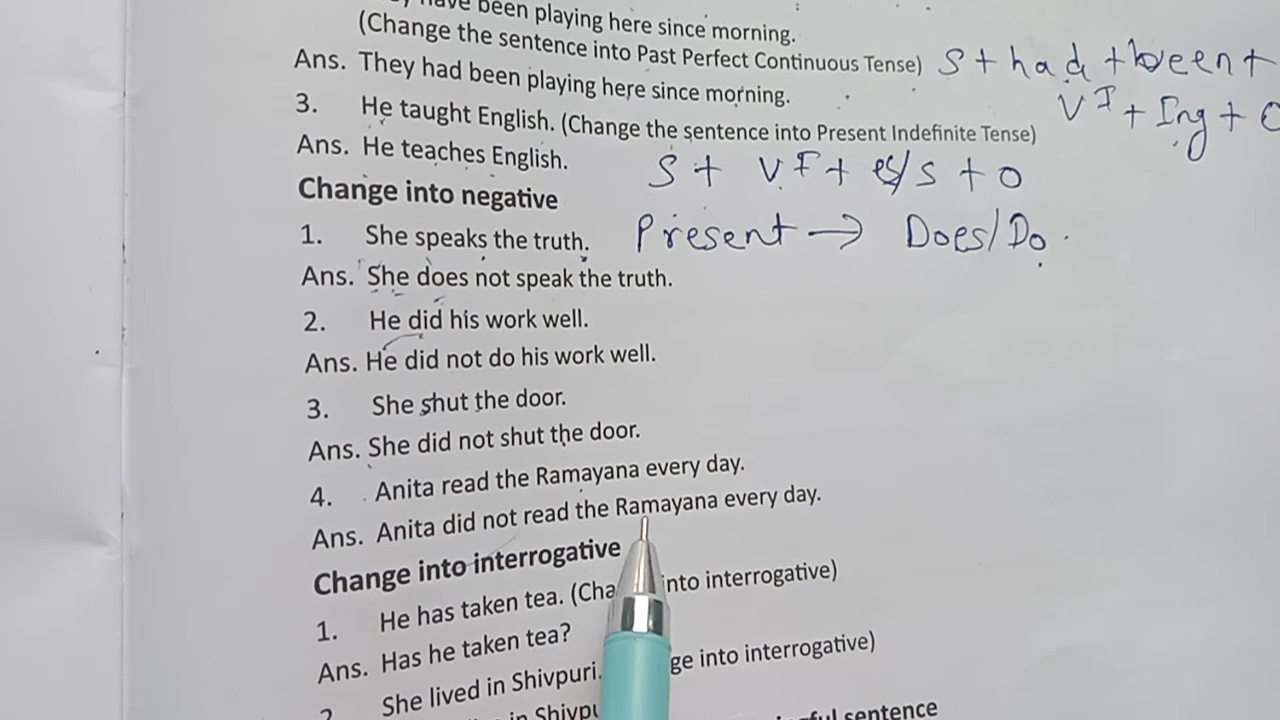 have been playing here since morning.
(Change the sentence into Past Perfect Continuous Tense) S + had + been +
Ans. They had been playing here since morning. V I + Ing + O
3. He taught English. (Change the sentence into Present Indefinite Tense)
Ans. He teaches English. S + V I + es/s + o
Change into negative
1. She speaks the truth. Present → Does/Do
Ans. She does not speak the truth.
2. He did his work well.
Ans. He did not do his work well.
3. She shut the door.
Ans. She did not shut the door.
4. Anita read the Ramayana every day.
Ans. Anita did not read the Ramayana every day.
Change into interrogative
1. He has taken tea. (Cha into interrogative)
Ans. Has he taken tea?
2. She lived in Shivpuri. ge into interrogative)
in Shivpu sentence